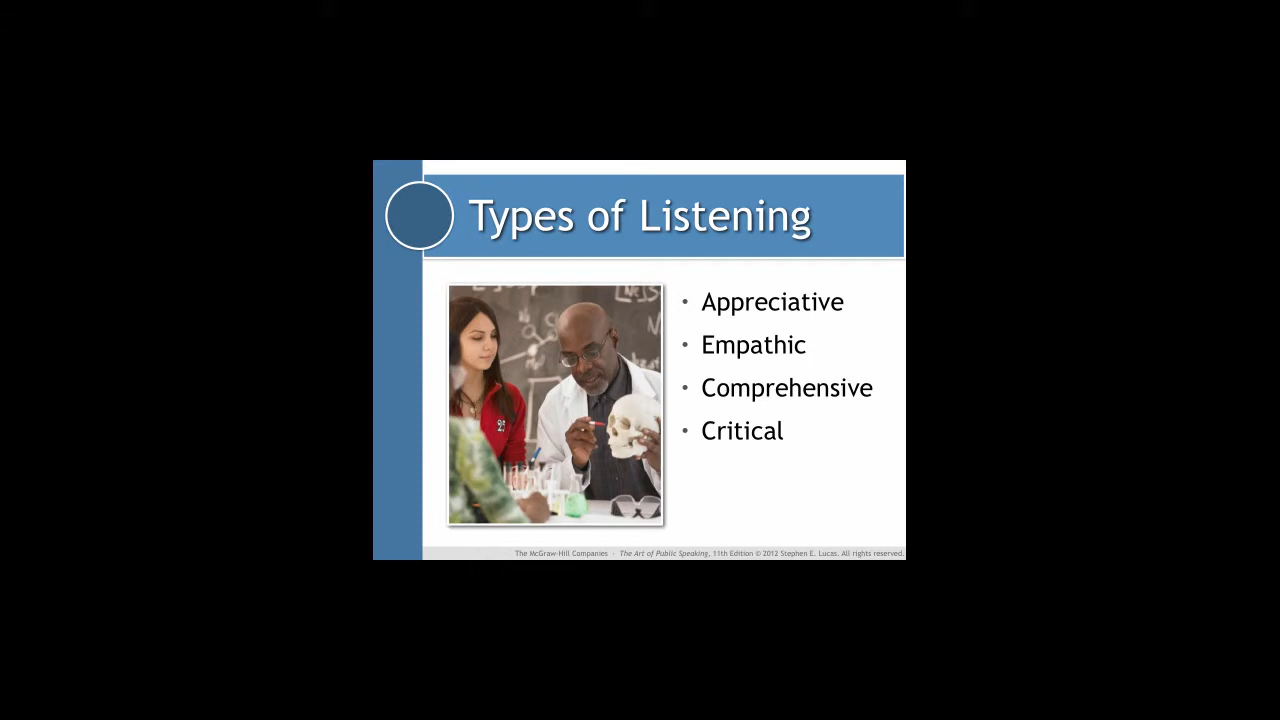 Types of Listening
• Appreciative
• Empathic
• Comprehensive
• Critical
The McGraw-Hill Companies · The Art of Public Speaking, 11th Edition © 2012 Stephen E. Lucas. All rights reserved.